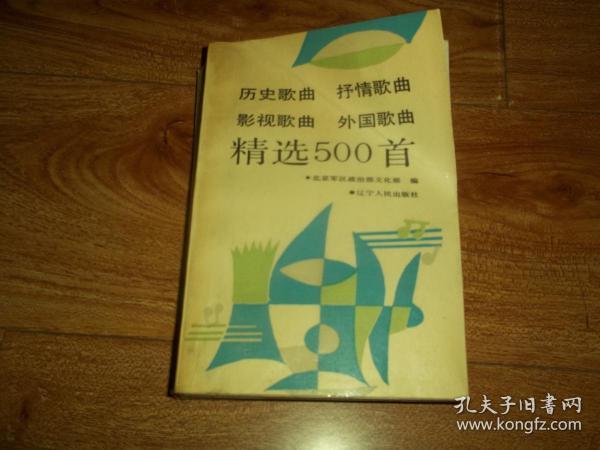 历史歌曲 抒情歌曲
影视歌曲 外国歌曲
精选500首
●北京军区政治部文化部 编
●辽宁人民出版社
孔夫子旧书网
www.kongfz.com